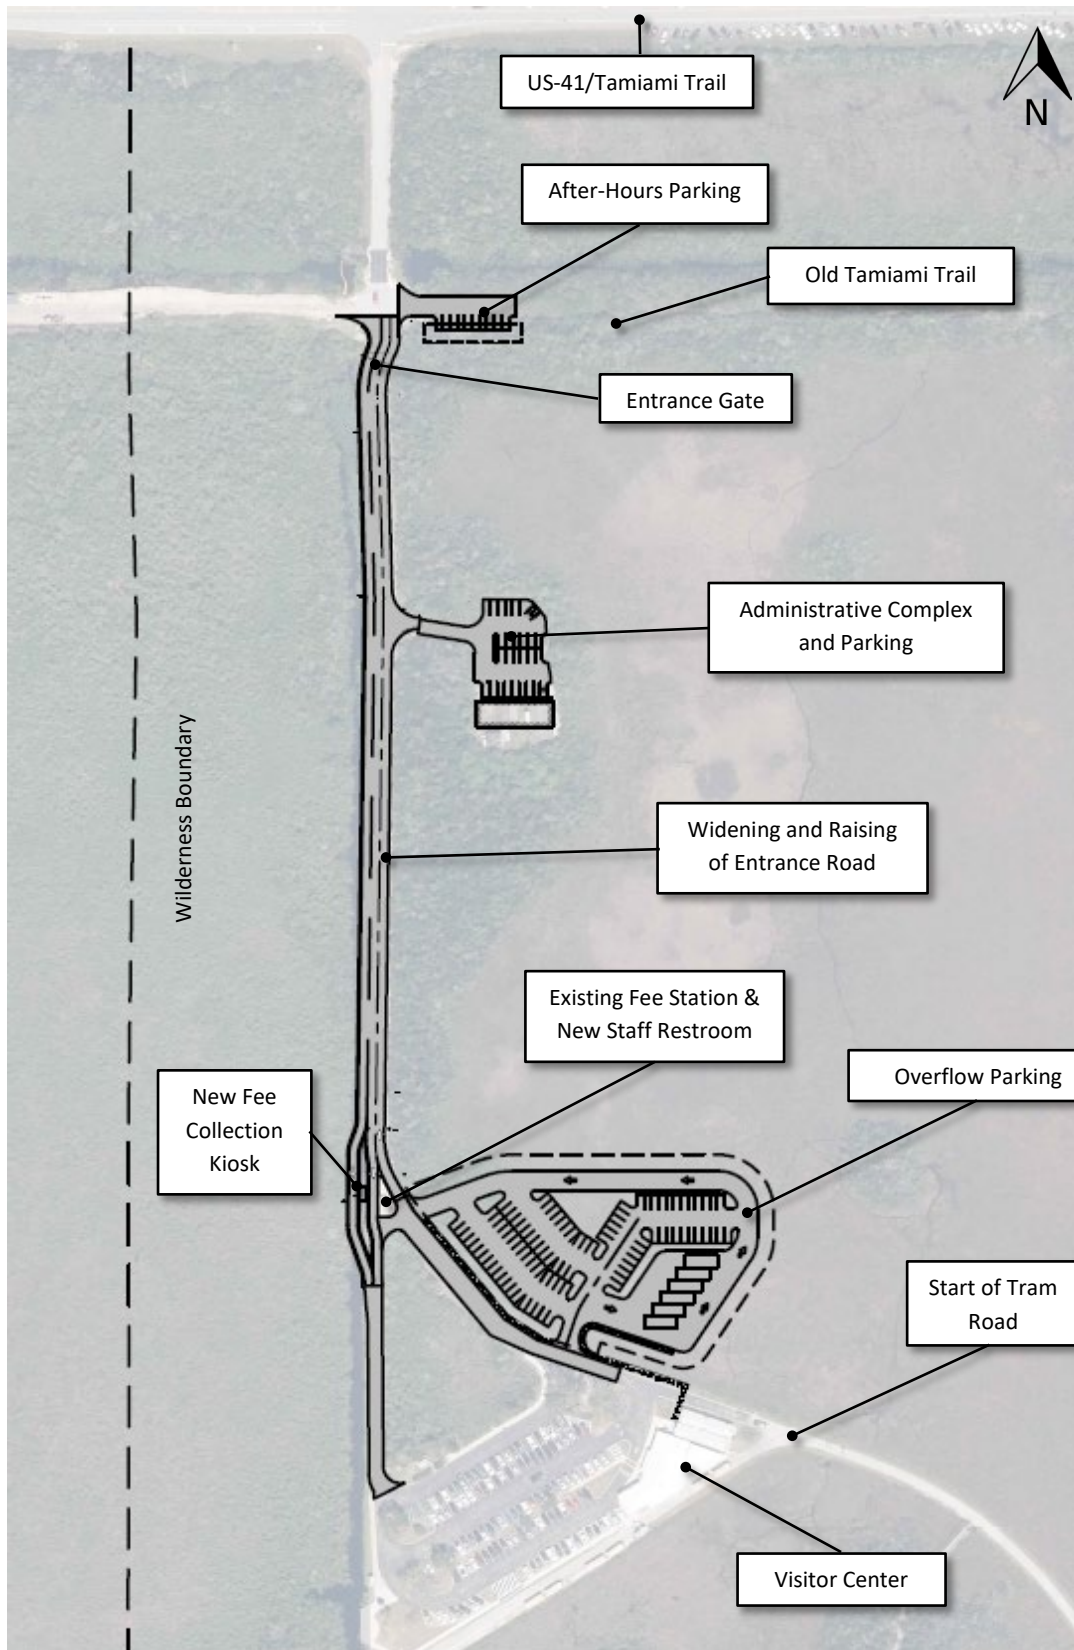 US-41/Tamiami Trail
N
After-Hours Parking
Old Tamiami Trail
Entrance Gate
Administrative Complex
and Parking
Wilderness Boundary
Widening and Raising
of Entrance Road
Existing Fee Station &
New Staff Restroom
Overflow Parking
New Fee
Collection
Kiosk
Start of Tram
Road
Visitor Center